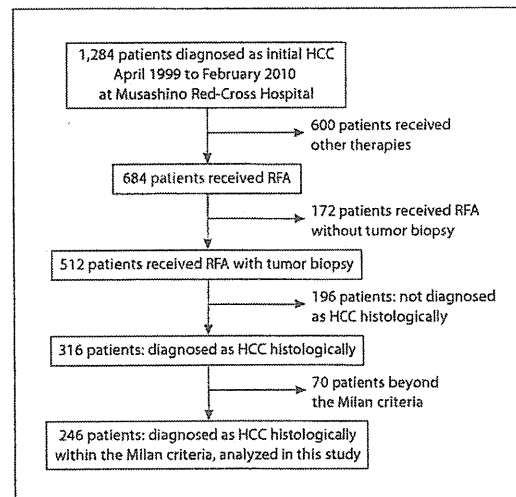 1,284 patients diagnosed as initial HCC
April 1999 to February 2010
at Musashino Red-Cross Hospital
600 patients received
other therapies
684 patients received RFA
172 patients received RFA
without tumor biopsy
512 patients received RFA with tumor biopsy
196 patients: not diagnosed
as HCC histologically
316 patients: diagnosed as HCC histologically
70 patients beyond
the Milan criteria
246 patients: diagnosed as HCC histologically
within the Milan criteria, analyzed in this study